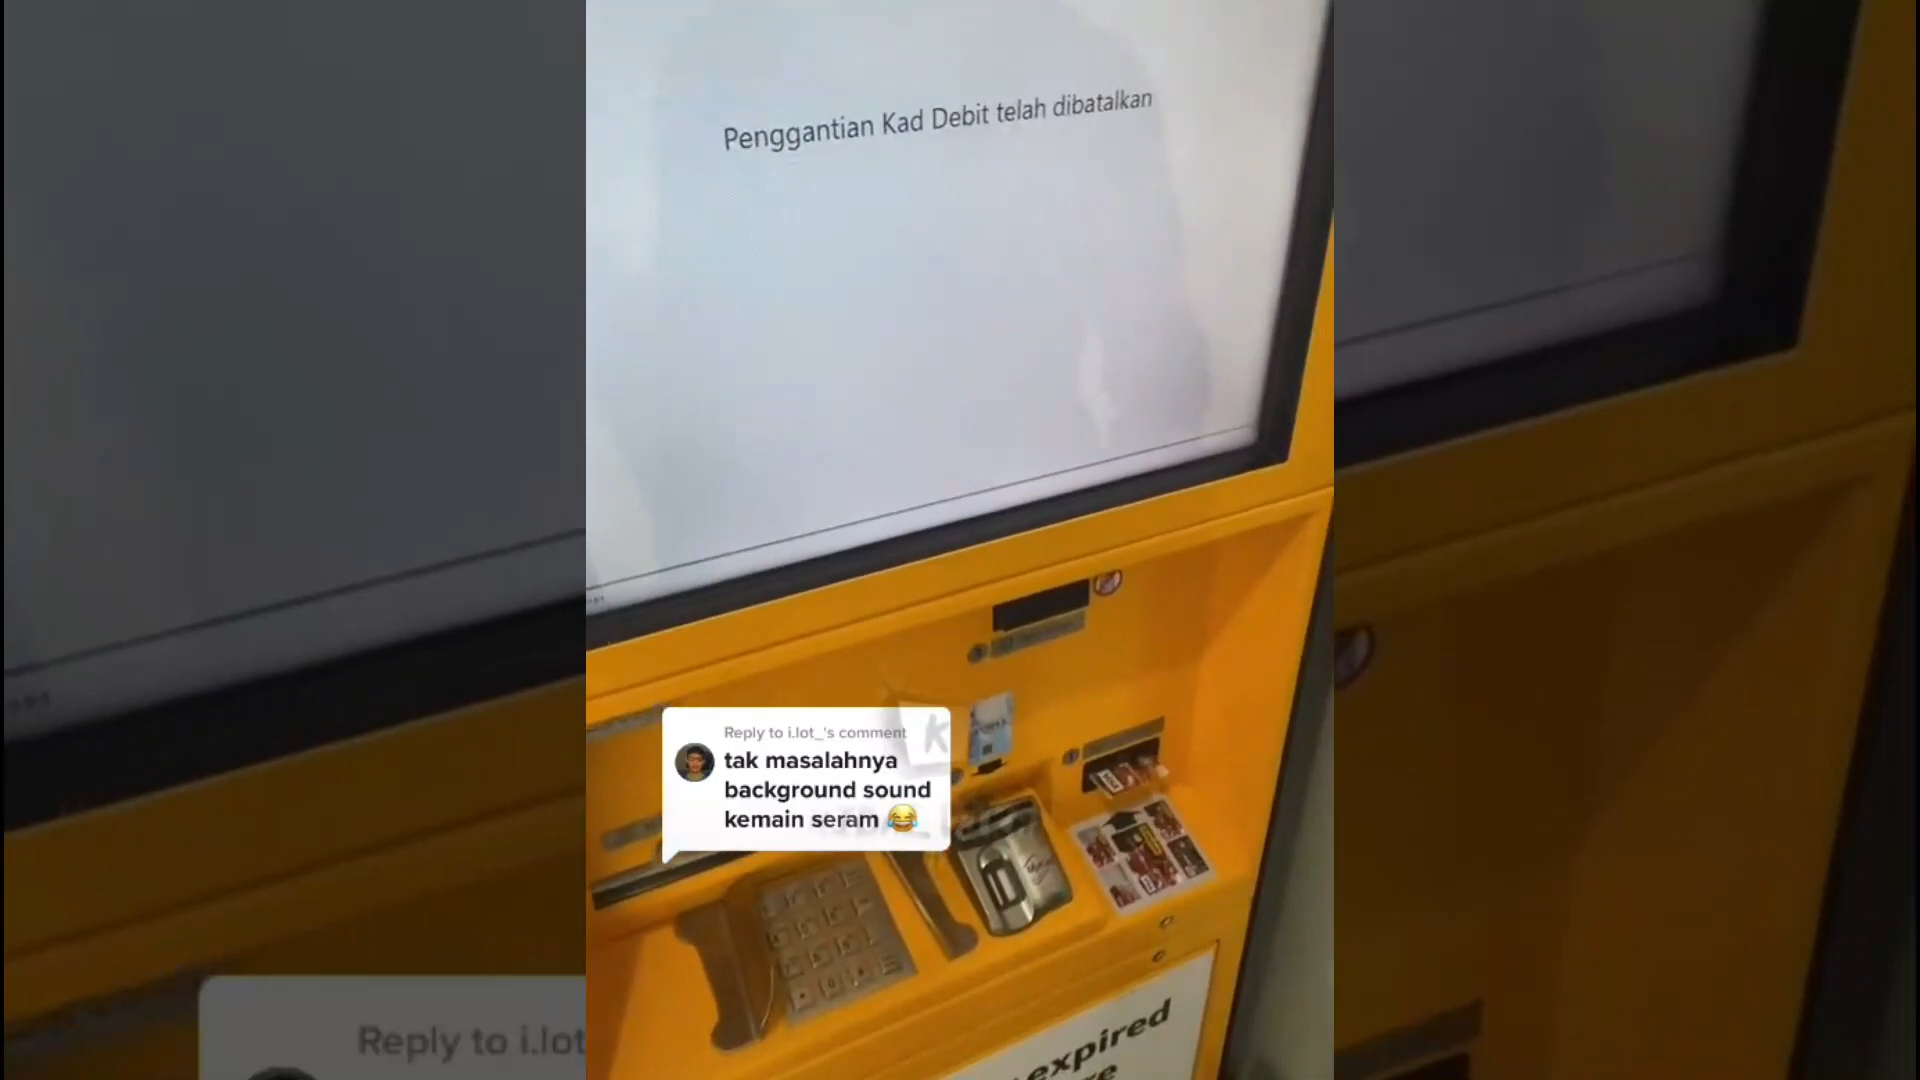 Penggantian Kad Debit telah dibatalkan
Reply to i.lot_'s comment
tak masalahnya
background sound
kemain seram 😂
expired
Reply to i.lot